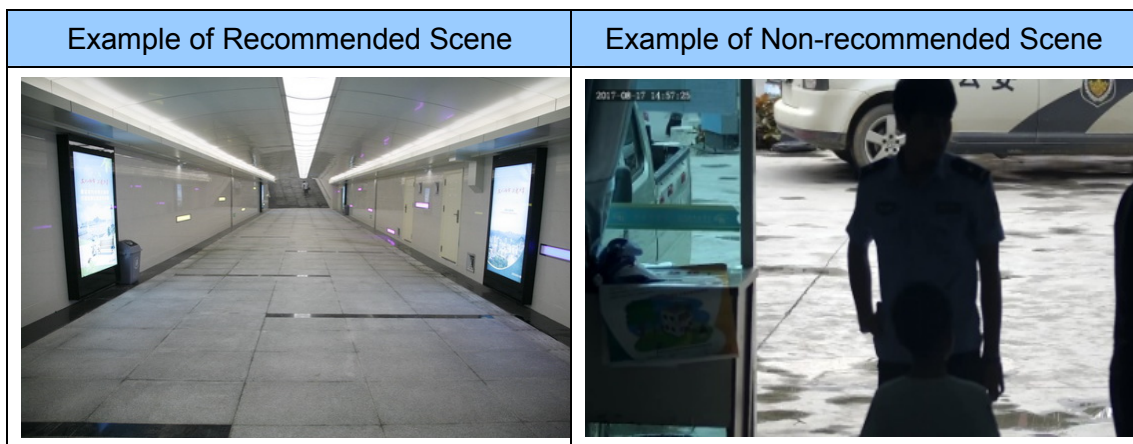 Example of Recommended Scene
Example of Non-recommended Scene
2017-08-17 14:57:25
公安